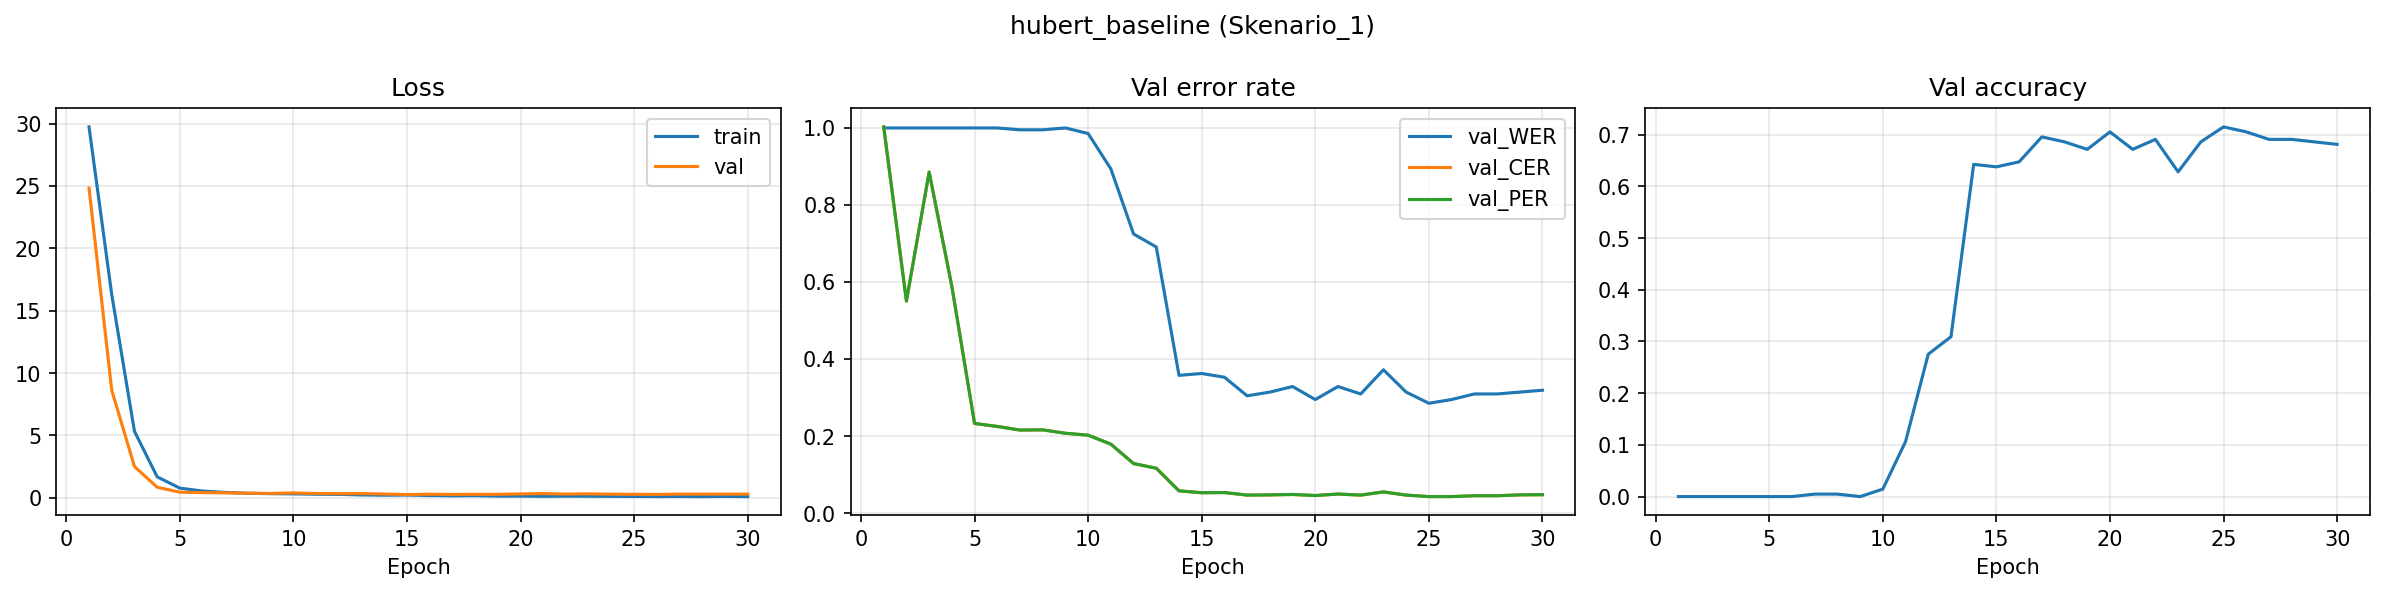 hubert_baseline (Skenario_1)
Loss
30
25
20
15
10
5
0
train
val
0 5 10 15 20 25 30
Epoch
Val error rate
1.0
0.8
0.6
0.4
0.2
0.0
val_WER
val_CER
val_PER
0 5 10 15 20 25 30
Epoch
Val accuracy
0.7
0.6
0.5
0.4
0.3
0.2
0.1
0.0
0 5 10 15 20 25 30
Epoch